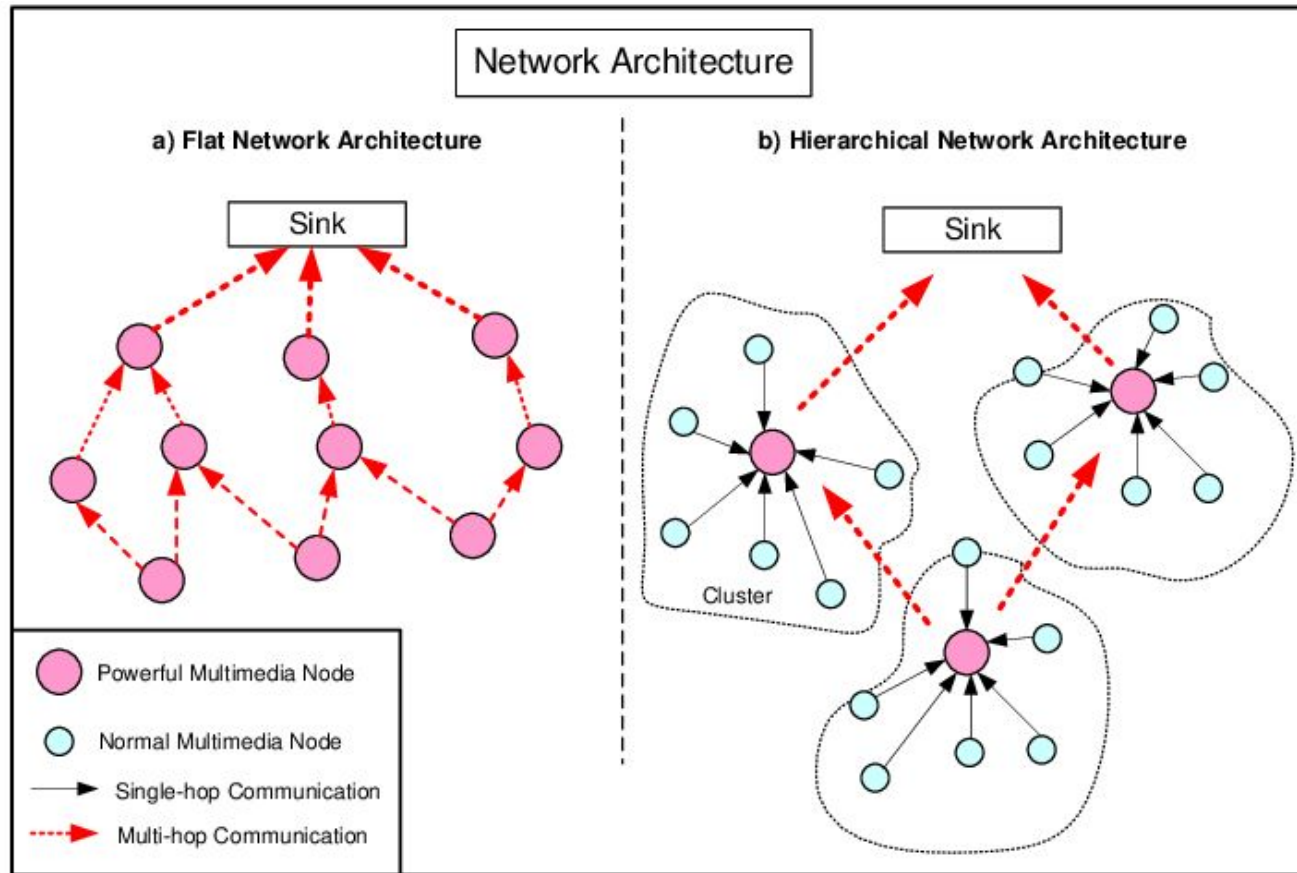 Network Architecture
a) Flat Network Architecture
b) Hierarchical Network Architecture
Sink
Sink
Cluster
Powerful Multimedia Node
Normal Multimedia Node
Single-hop Communication
Multi-hop Communication